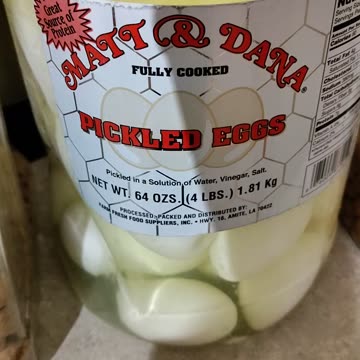 Great
Source of
Protein
MATT & DANA®
FULLY COOKED
PICKLED EGGS
Pickled in a Solution of Water, Vinegar, Salt.
NET WT. 64 OZS. (4 LBS.) 1.81 Kg
PROCESSED, PACKED AND DISTRIBUTED BY:
FARM FRESH FOOD SUPPLIERS, INC. • HWY. 16, AMITE, LA 70422